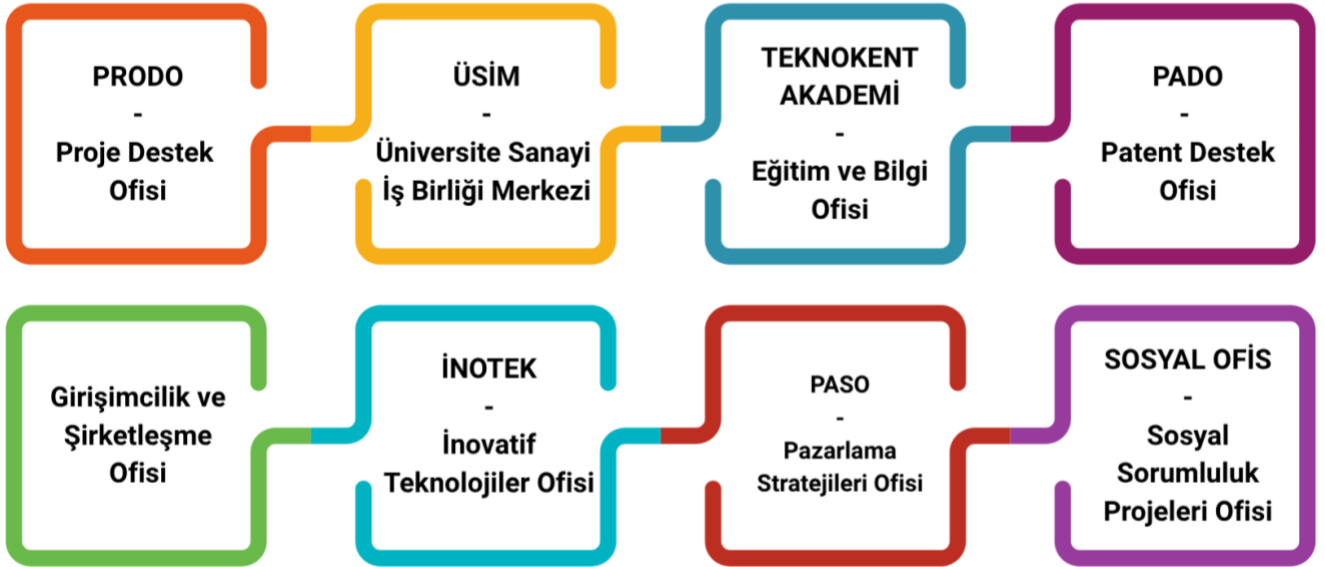 PRODO
-
Proje Destek
Ofisi
ÜSİM
-
Üniversite Sanayi
İş Birliği Merkezi
TEKNOKENT
AKADEMİ
-
Eğitim ve Bilgi
Ofisi
PADO
-
Patent Destek
Ofisi
Girişimcilik ve
Şirketleşme
Ofisi
İNOTEK
-
İnovatif
Teknolojiler Ofisi
PASO
-
Pazarlama
Stratejileri Ofisi
SOSYAL OFİS
-
Sosyal
Sorumluluk
Projeleri Ofisi